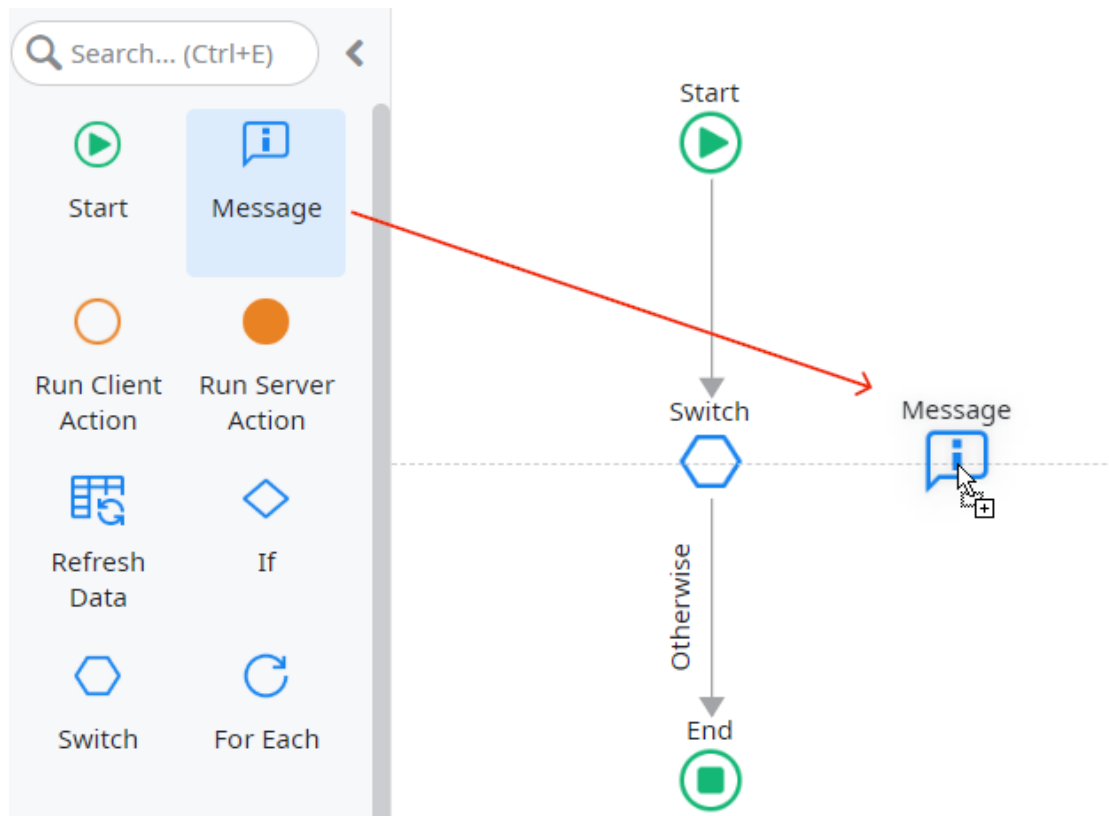 Search... (Ctrl+E)
Start
Message
Run Client
Action
Run Server
Action
Refresh
Data
If
Switch
For Each
Start
Switch
Message
Otherwise
End